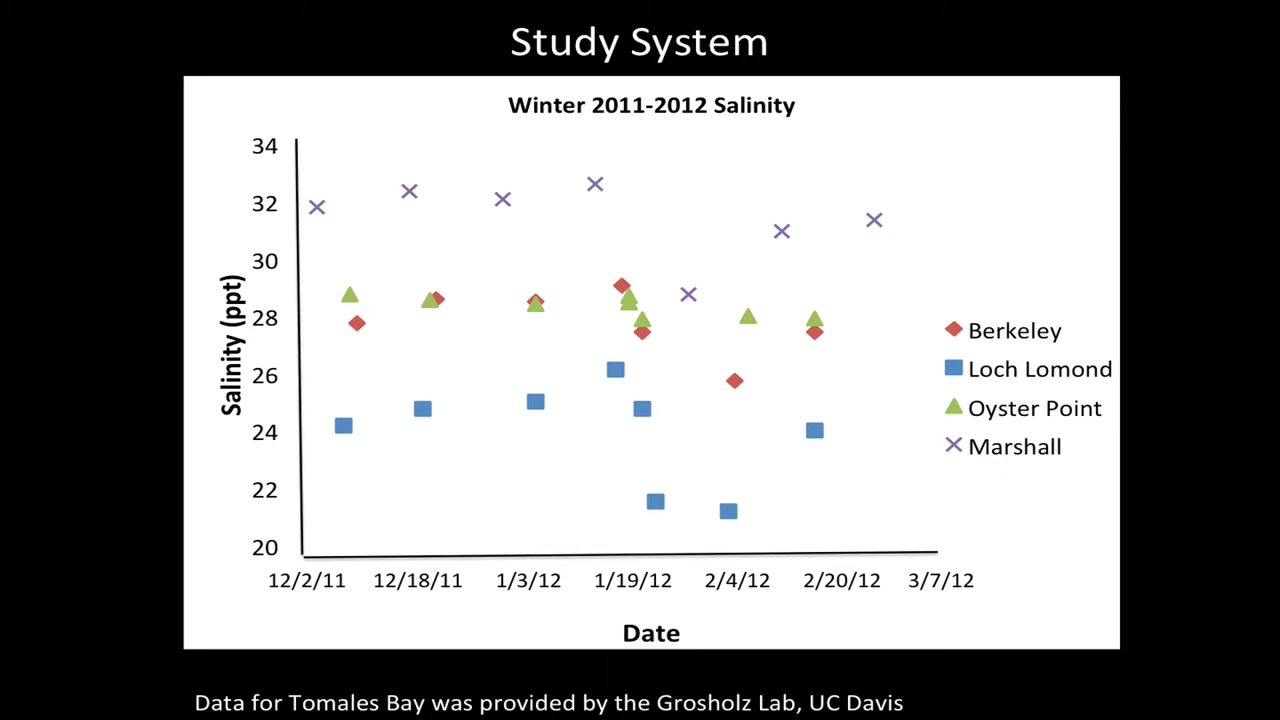 Study System
Winter 2011-2012 Salinity
34
32
30
28
26
24
22
20
Salinity (ppt)
12/2/11 12/18/11 1/3/12 1/19/12 2/4/12 2/20/12 3/7/12
Date
Berkeley
Loch Lomond
Oyster Point
Marshall
Data for Tomales Bay was provided by the Grosholz Lab, UC Davis